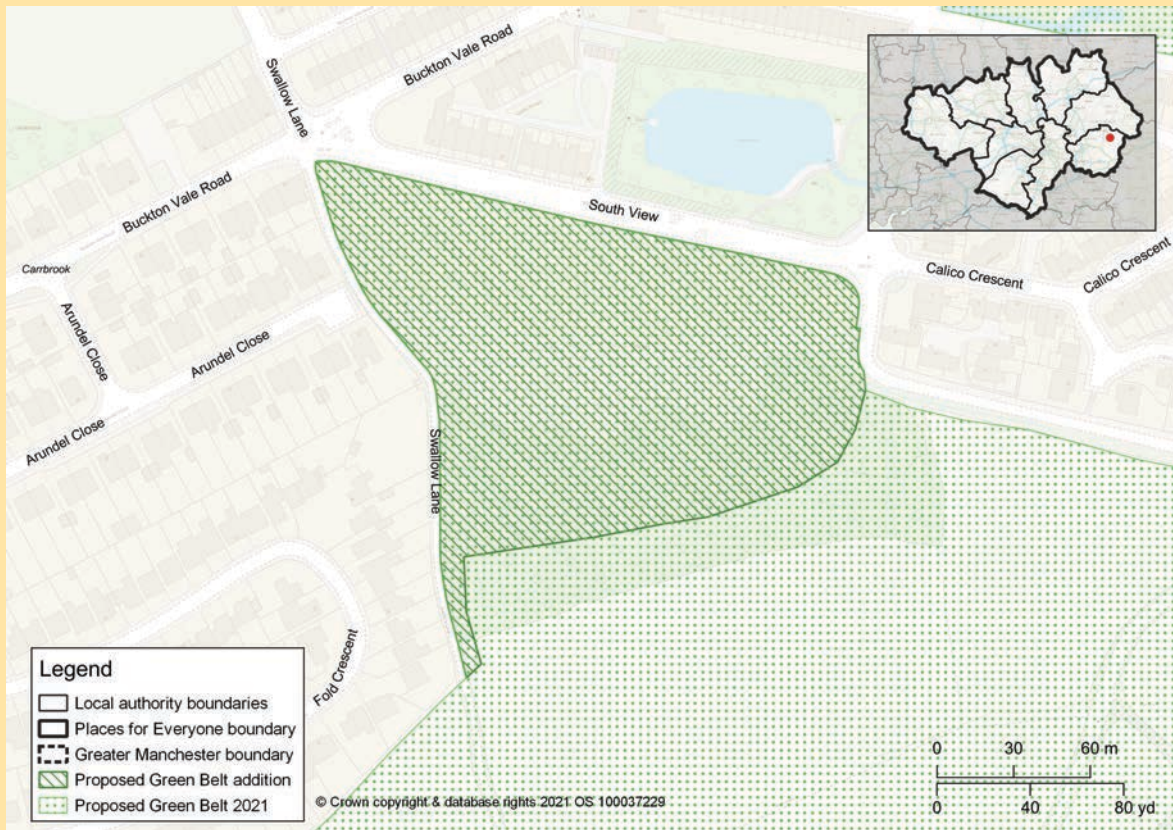 Buckton Vale Road
Swallow Lane
Buckton Vale Road
South View
Carrbrook
Calico Crescent
Calico Crescent
Arundel Close
Arundel Close
Arundel Close
Swallow Lane
Fold Crescent
Legend
Local authority boundaries
Places for Everyone boundary
Greater Manchester boundary
Proposed Green Belt addition
Proposed Green Belt 2021
© Crown copyright & database rights 2021 OS 100037229
0 30 60 m
0 40 80 yd